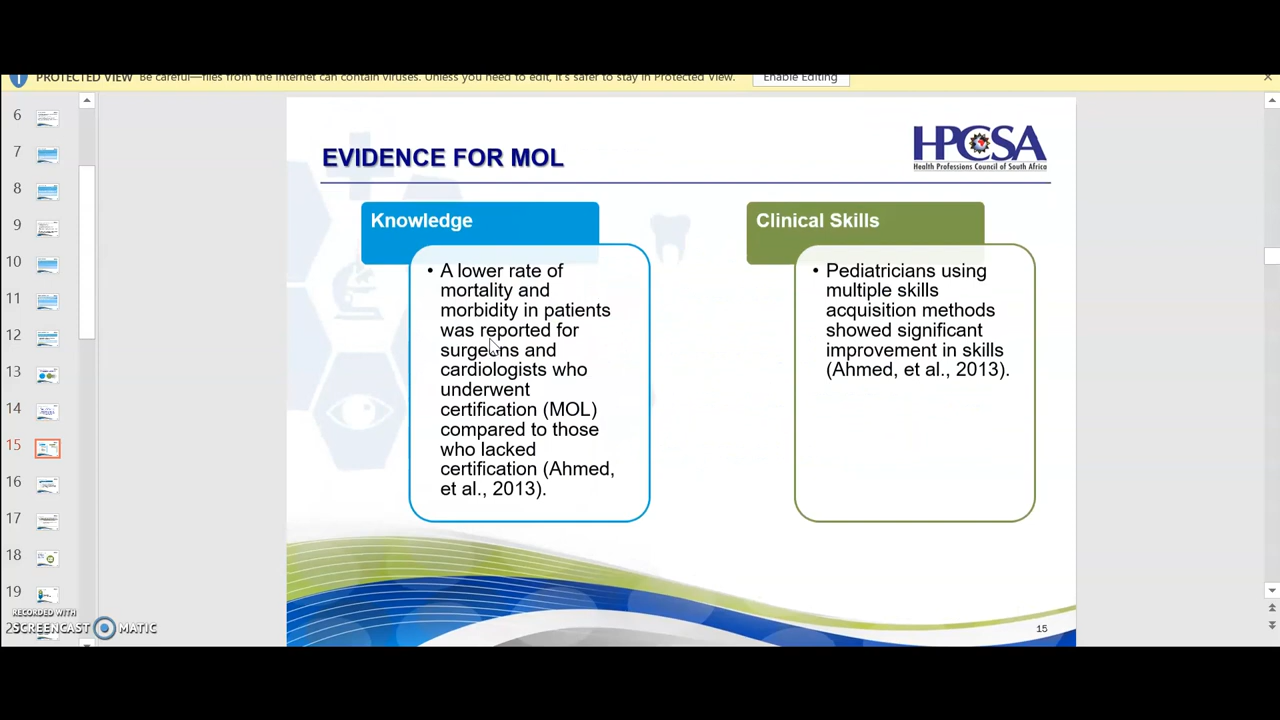 PROTECTED VIEW Be careful—files from the Internet can contain viruses. Unless you need to edit, it's safer to stay in Protected View. Enable Editing
6
7
8
9
10
11
12
13
14
15
16
17
18
19
EVIDENCE FOR MOL
HPCSA
Health Professions Council of South Africa
Knowledge
• A lower rate of
mortality and
morbidity in patients
was reported for
surgeons and
cardiologists who
underwent
certification (MOL)
compared to those
who lacked
certification (Ahmed,
et al., 2013).
Clinical Skills
• Pediatricians using
multiple skills
acquisition methods
showed significant
improvement in skills
(Ahmed, et al., 2013).
15
RECORDED WITH
SCREENCAST MATIC